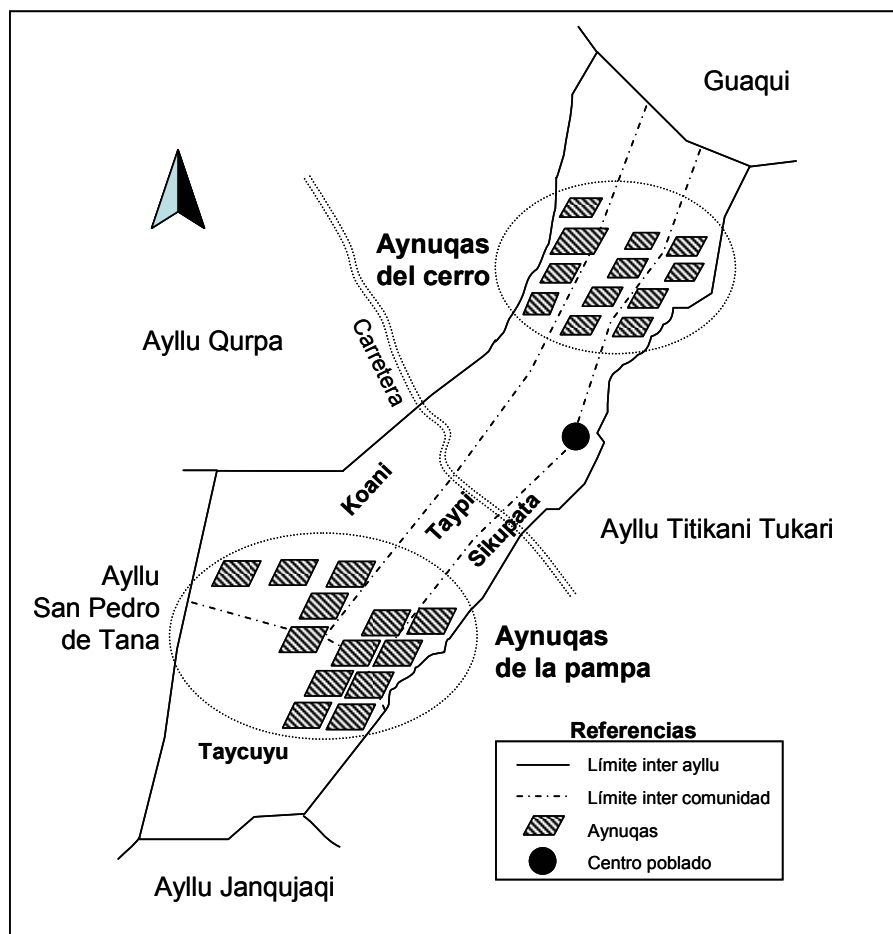 Guaqui
Aynuqas
del cerro
Ayllu Qurpa
Carretera
Koani
Taypi
Sikupata
Ayllu Titikani Tukari
Ayllu
San Pedro
de Tana
Aynuqas
de la pampa
Taycuyu
Referencias
Límite inter ayllu
Límite inter comunidad
Aynuqas
Centro poblado
Ayllu Janqujaqi